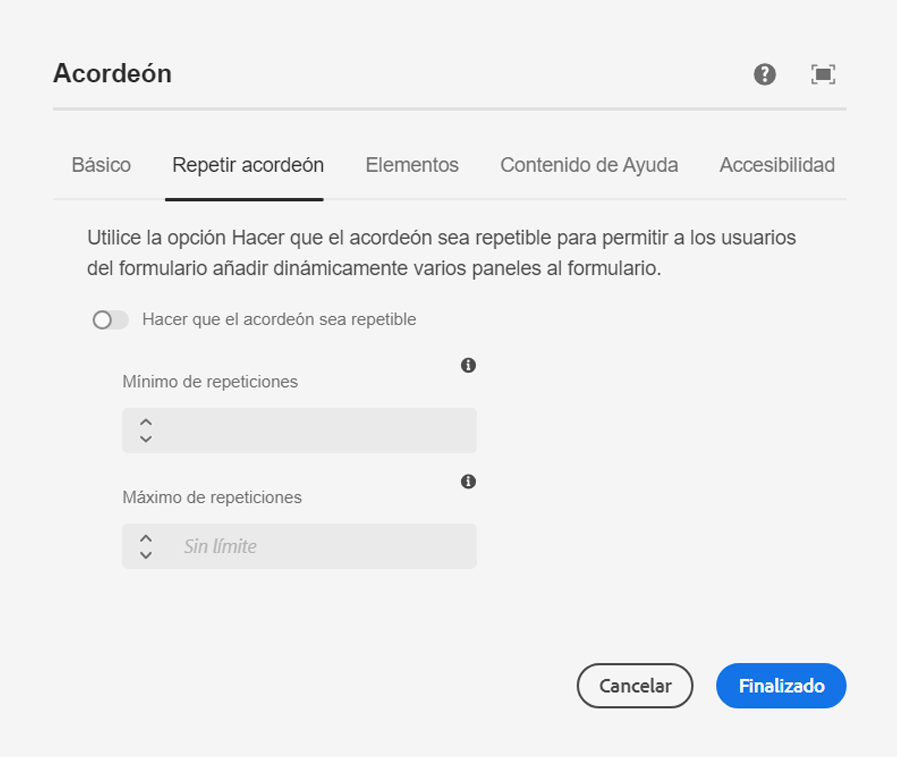 Acordeón
Básico Repetir acordeón Elementos Contenido de Ayuda Accesibilidad
Utilice la opción Hacer que el acordeón sea repetible para permitir a los usuarios
del formulario añadir dinámicamente varios paneles al formulario.
Hacer que el acordeón sea repetible
Mínimo de repeticiones
Máximo de repeticiones
Sin límite
Cancelar Finalizado